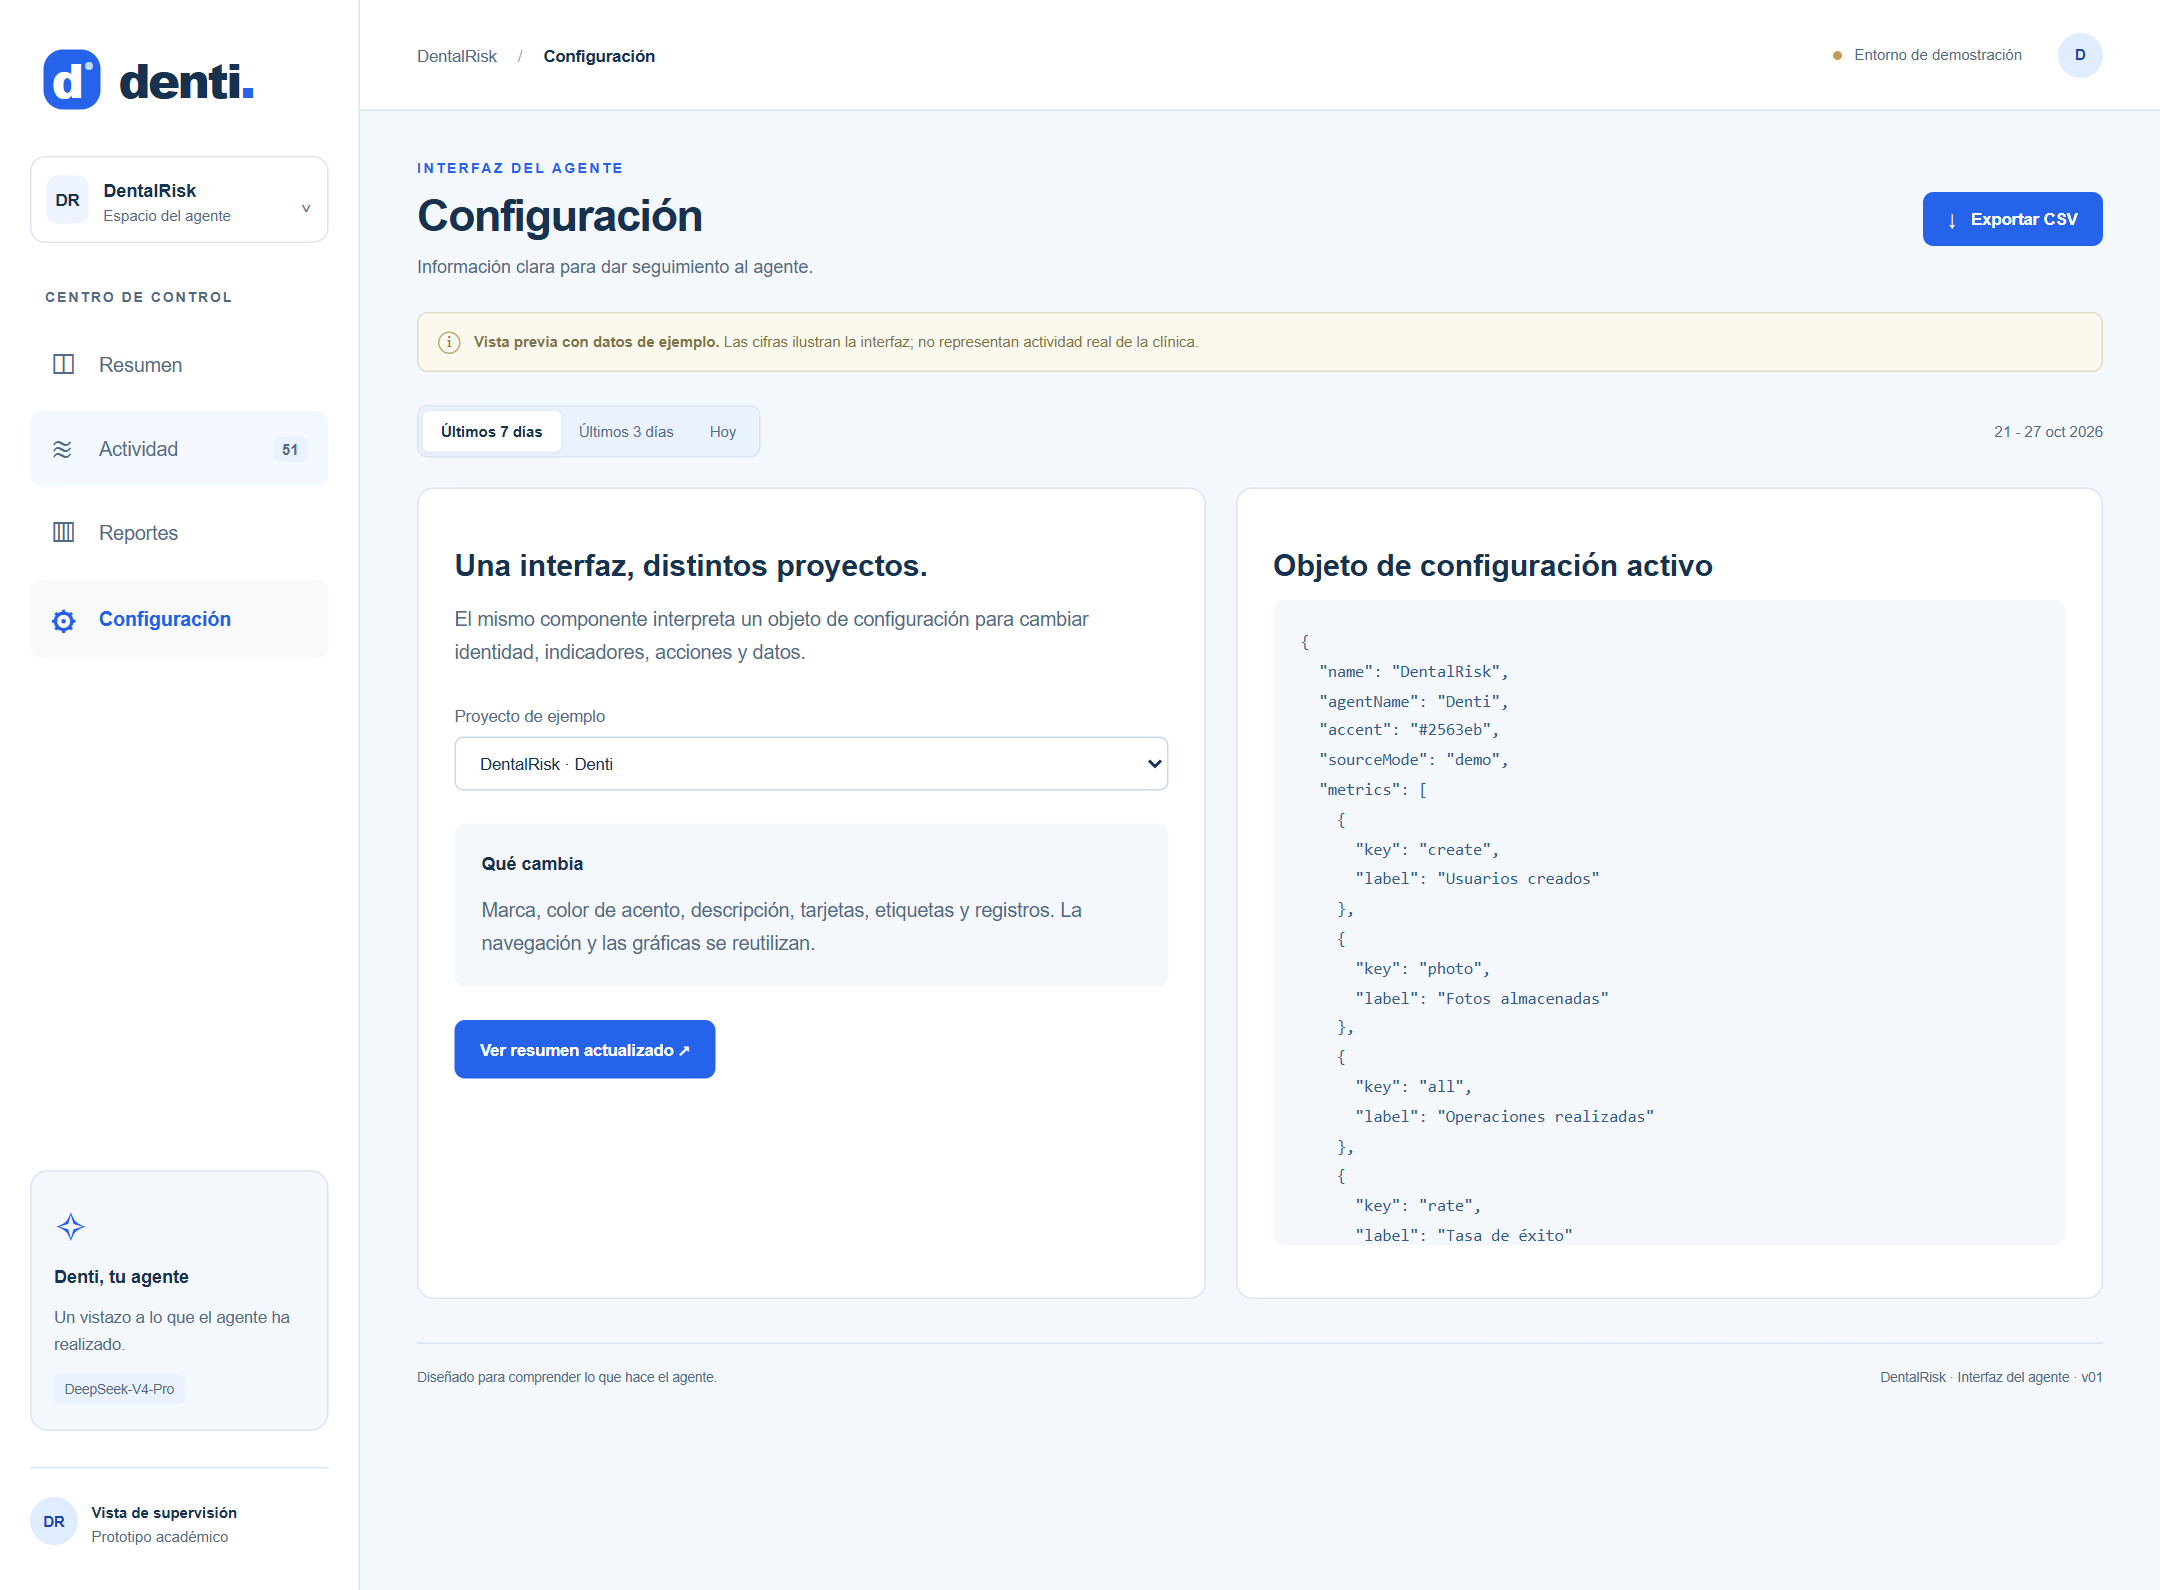 d denti.
DR
DentalRisk
Espacio del agente
CENTRO DE CONTROL
Resumen
Actividad 51
Reportes
Configuración
Denti, tu agente
Un vistazo a lo que el agente ha
realizado.
DeepSeek-V4-Pro
DR
Vista de supervisión
Prototipo académico
DentalRisk / Configuración
Entorno de demostración
D
INTERFAZ DEL AGENTE
Configuración
Información clara para dar seguimiento al agente.
↓ Exportar CSV
Vista previa con datos de ejemplo. Las cifras ilustran la interfaz; no representan actividad real de la clínica.
Últimos 7 días Últimos 3 días Hoy
21 - 27 oct 2026
Una interfaz, distintos proyectos.
El mismo componente interpreta un objeto de configuración para cambiar
identidad, indicadores, acciones y datos.
Proyecto de ejemplo
DentalRisk · Denti
Qué cambia
Marca, color de acento, descripción, tarjetas, etiquetas y registros. La
navegación y las gráficas se reutilizan.
Ver resumen actualizado ↗
Objeto de configuración activo
{
"name": "DentalRisk",
"agentName": "Denti",
"accent": "#2563eb",
"sourceMode": "demo",
"metrics": [
{
"key": "create",
"label": "Usuarios creados"
},
{
"key": "photo",
"label": "Fotos almacenadas"
},
{
"key": "all",
"label": "Operaciones realizadas"
},
{
"key": "rate",
"label": "Tasa de éxito"
Diseñado para comprender lo que hace el agente.
DentalRisk · Interfaz del agente · v01